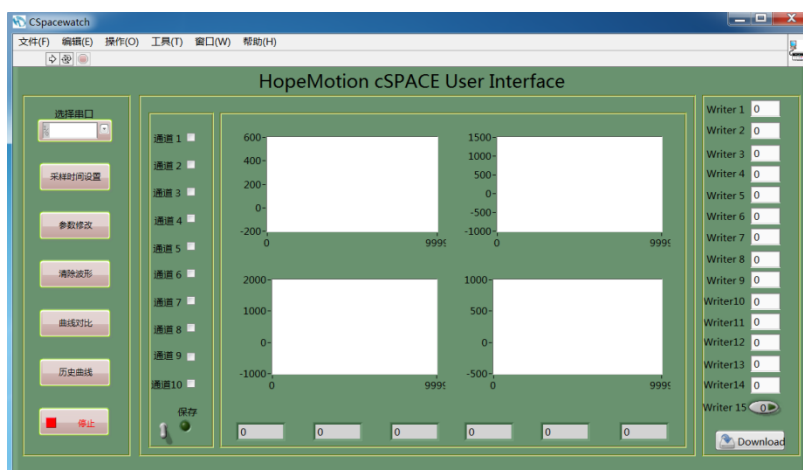 CSpacewatch
文件(F) 编辑(E) 操作(O) 工具(T) 窗口(W) 帮助(H)
HopeMotion cSPACE User Interface
选择串口
采样时间设置
参数修改
清除波形
曲线对比
历史曲线
停止
通道 1
通道 2
通道 3
通道 4
通道 5
通道 6
通道 7
通道 8
通道 9
通道10
保存
600
400
200
0
-200
0 9999
1500
1000
500
0
-500
-1000
0 9999
2000
1000
0
-1000
0 9999
1000
500
0
-500
0 9999
0 0 0 0 0 0
Writer 1 0
Writer 2 0
Writer 3 0
Writer 4 0
Writer 5 0
Writer 6 0
Writer 7 0
Writer 8 0
Writer 9 0
Writer10 0
Writer11 0
Writer12 0
Writer13 0
Writer14 0
Writer 15 0
Download